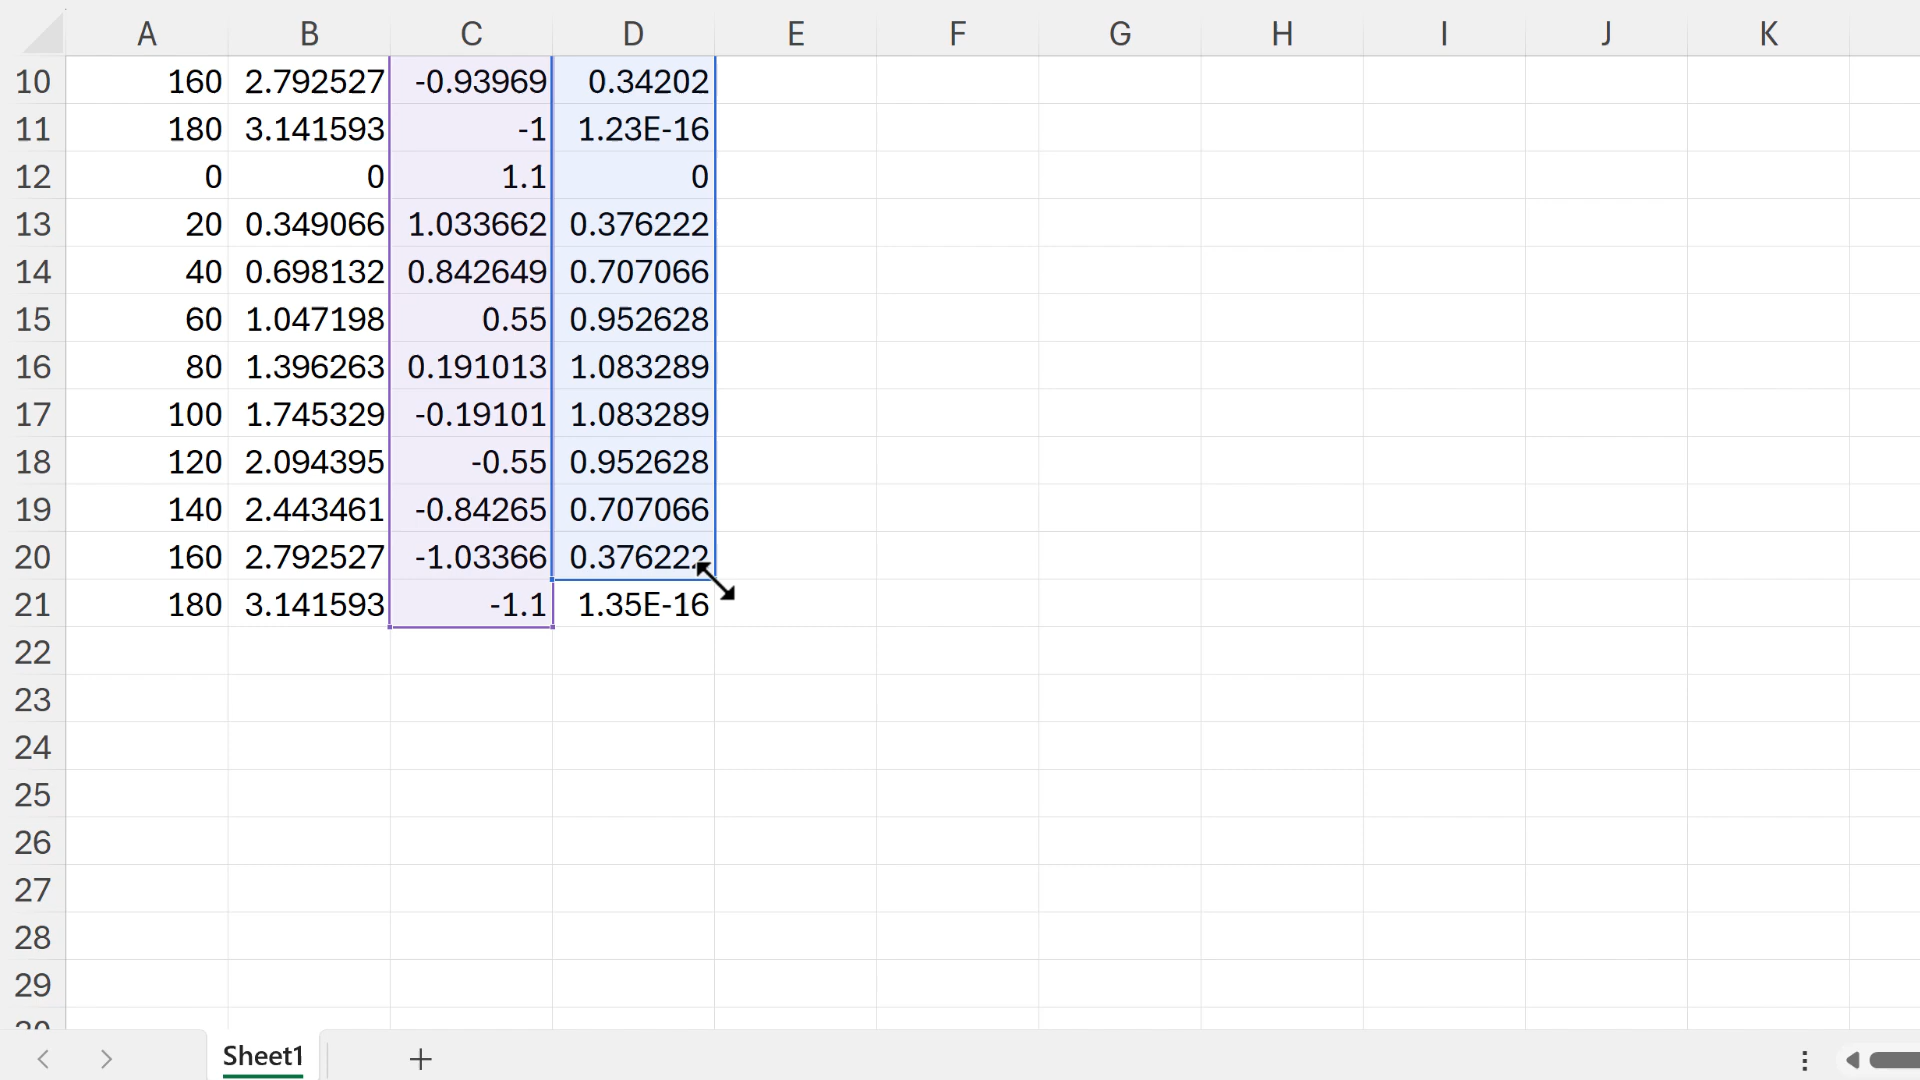 A B C D E F G H I J K
10 160 2.792527 -0.93969 0.34202
11 180 3.141593 -1 1.23E-16
12 0 0 1.1 0
13 20 0.349066 1.033662 0.376222
14 40 0.698132 0.842649 0.707066
15 60 1.047198 0.55 0.952628
16 80 1.396263 0.191013 1.083289
17 100 1.745329 -0.19101 1.083289
18 120 2.094395 -0.55 0.952628
19 140 2.443461 -0.84265 0.707066
20 160 2.792527 -1.03366 0.376222
21 180 3.141593 -1.1 1.35E-16
22
23
24
25
26
27
28
29
30
Sheet1